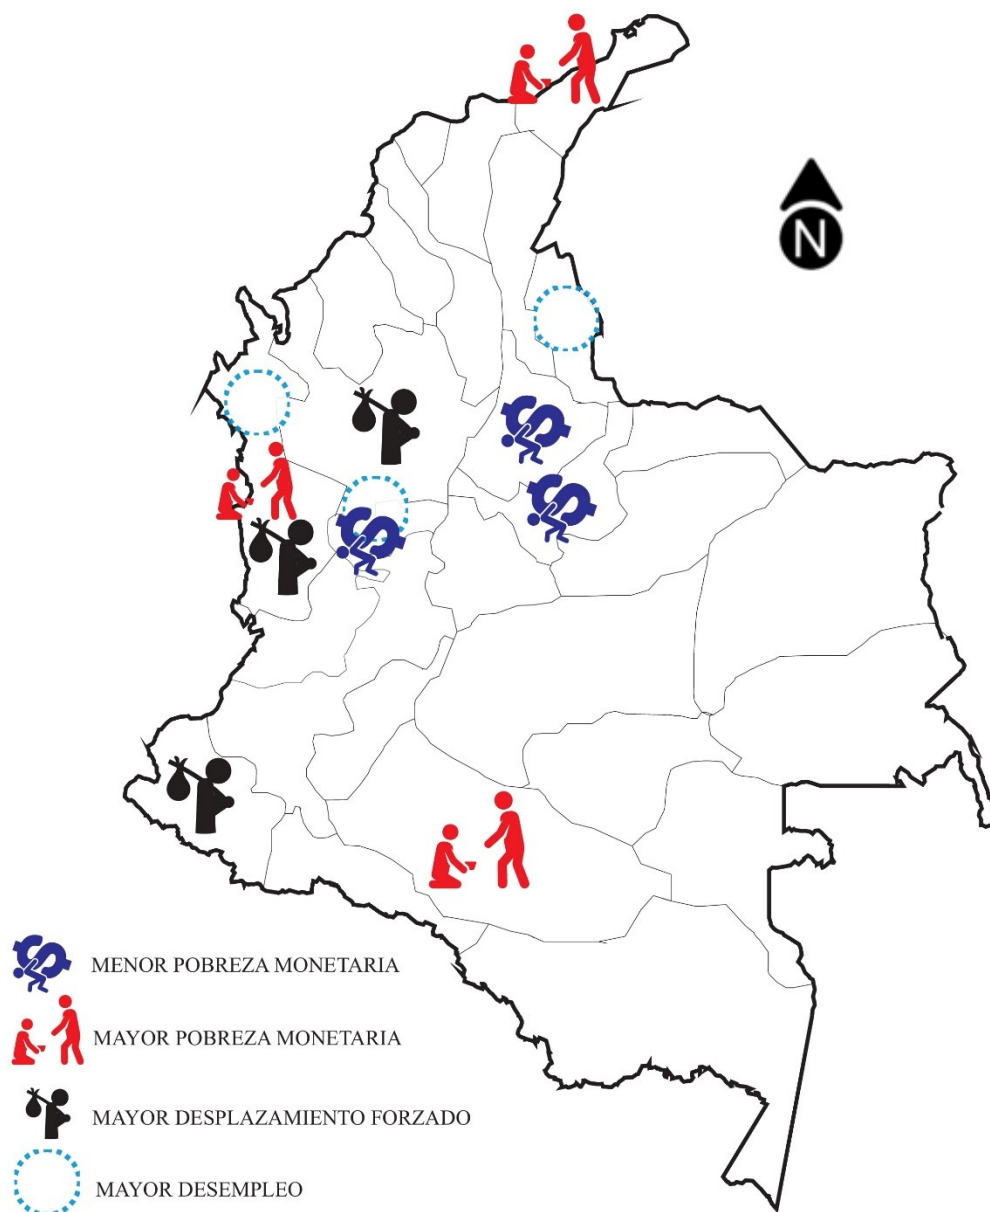 N
MENOR POBREZA MONETARIA
MAYOR POBREZA MONETARIA
MAYOR DESPLAZAMIENTO FORZADO
MAYOR DESEMPLEO